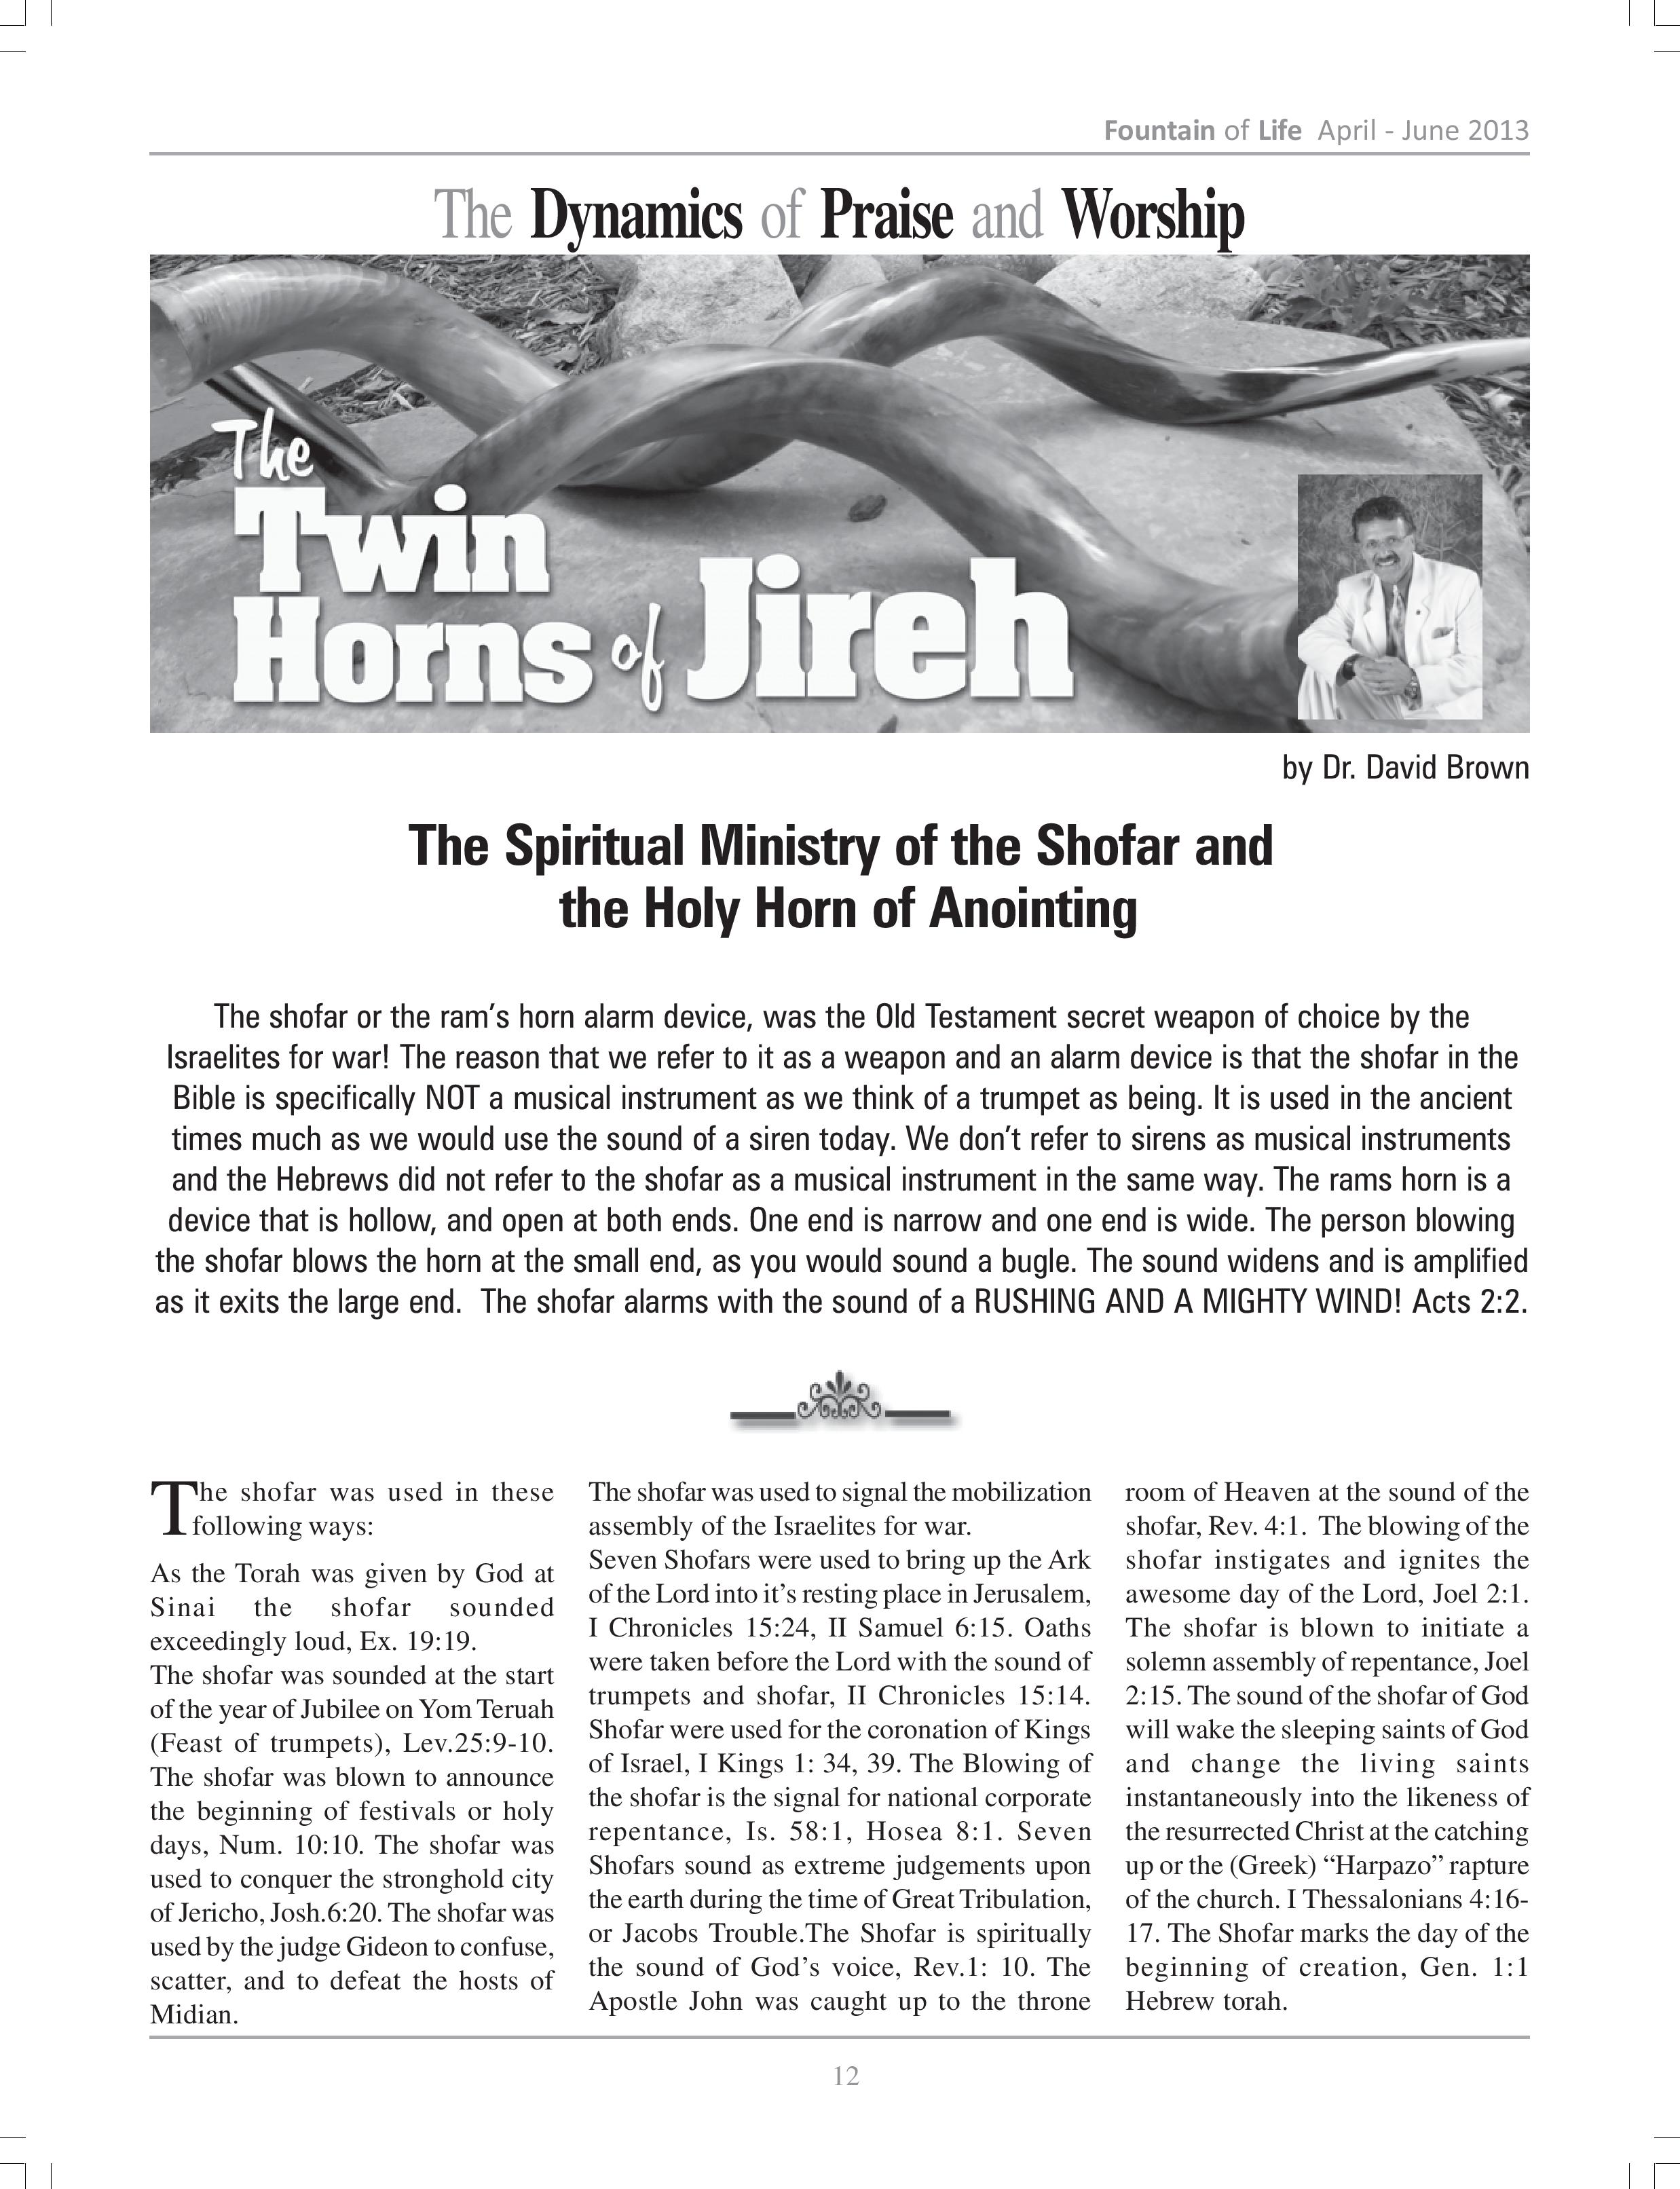 Fountain of Life April - June 2013
The Dynamics of Praise and Worship
The
Twin
Horns of Jireh
by Dr. David Brown
The Spiritual Ministry of the Shofar and
the Holy Horn of Anointing
The shofar or the ram’s horn alarm device, was the Old Testament secret weapon of choice by the
Israelites for war! The reason that we refer to it as a weapon and an alarm device is that the shofar in the
Bible is specifically NOT a musical instrument as we think of a trumpet as being. It is used in the ancient
times much as we would use the sound of a siren today. We don’t refer to sirens as musical instruments
and the Hebrews did not refer to the shofar as a musical instrument in the same way. The rams horn is a
device that is hollow, and open at both ends. One end is narrow and one end is wide. The person blowing
the shofar blows the horn at the small end, as you would sound a bugle. The sound widens and is amplified
as it exits the large end. The shofar alarms with the sound of a RUSHING AND A MIGHTY WIND! Acts 2:2.
The shofar was used in these
following ways:
As the Torah was given by God at
Sinai the shofar sounded
exceedingly loud, Ex. 19:19.
The shofar was sounded at the start
of the year of Jubilee on Yom Teruah
(Feast of trumpets), Lev.25:9-10.
The shofar was blown to announce
the beginning of festivals or holy
days, Num. 10:10. The shofar was
used to conquer the stronghold city
of Jericho, Josh.6:20. The shofar was
used by the judge Gideon to confuse,
scatter, and to defeat the hosts of
Midian.
The shofar was used to signal the mobilization
assembly of the Israelites for war.
Seven Shofars were used to bring up the Ark
of the Lord into it’s resting place in Jerusalem,
I Chronicles 15:24, II Samuel 6:15. Oaths
were taken before the Lord with the sound of
trumpets and shofar, II Chronicles 15:14.
Shofar were used for the coronation of Kings
of Israel, I Kings 1: 34, 39. The Blowing of
the shofar is the signal for national corporate
repentance, Is. 58:1, Hosea 8:1. Seven
Shofars sound as extreme judgements upon
the earth during the time of Great Tribulation,
or Jacobs Trouble.The Shofar is spiritually
the sound of God’s voice, Rev.1: 10. The
Apostle John was caught up to the throne
room of Heaven at the sound of the
shofar, Rev. 4:1. The blowing of the
shofar instigates and ignites the
awesome day of the Lord, Joel 2:1.
The shofar is blown to initiate a
solemn assembly of repentance, Joel
2:15. The sound of the shofar of God
will wake the sleeping saints of God
and change the living saints
instantaneously into the likeness of
the resurrected Christ at the catching
up or the (Greek) “Harpazo” rapture
of the church. I Thessalonians 4:16-
17. The Shofar marks the day of the
beginning of creation, Gen. 1:1
Hebrew torah.
12